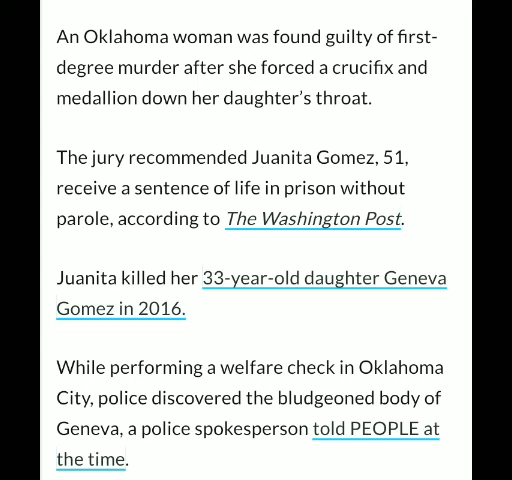 An Oklahoma woman was found guilty of first-
degree murder after she forced a crucifix and
medallion down her daughter’s throat.
The jury recommended Juanita Gomez, 51,
receive a sentence of life in prison without
parole, according to The Washington Post.
Juanita killed her 33-year-old daughter Geneva
Gomez in 2016.
While performing a welfare check in Oklahoma
City, police discovered the bludgeoned body of
Geneva, a police spokesperson told PEOPLE at
the time.